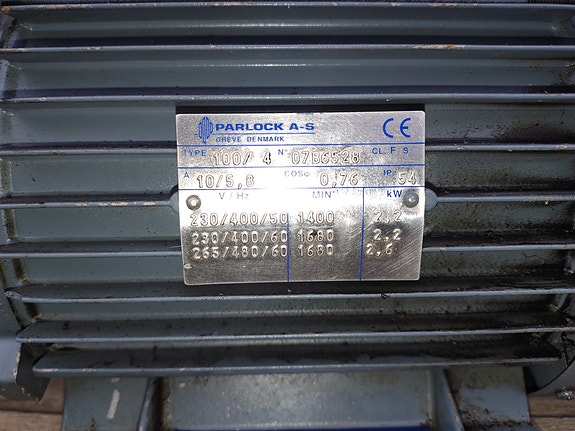 PARLOCK A-S CE
GREVE DENMARK
TYPE 100/ 4 N° 07B6528 CL. F S
A 10/5,8 COSφ 0,76 IP 54
V / Hz MIN⁻¹ kW
230/400/50 1400 2,2
230/400/60 1680 2,2
265/480/60 1680 2,6